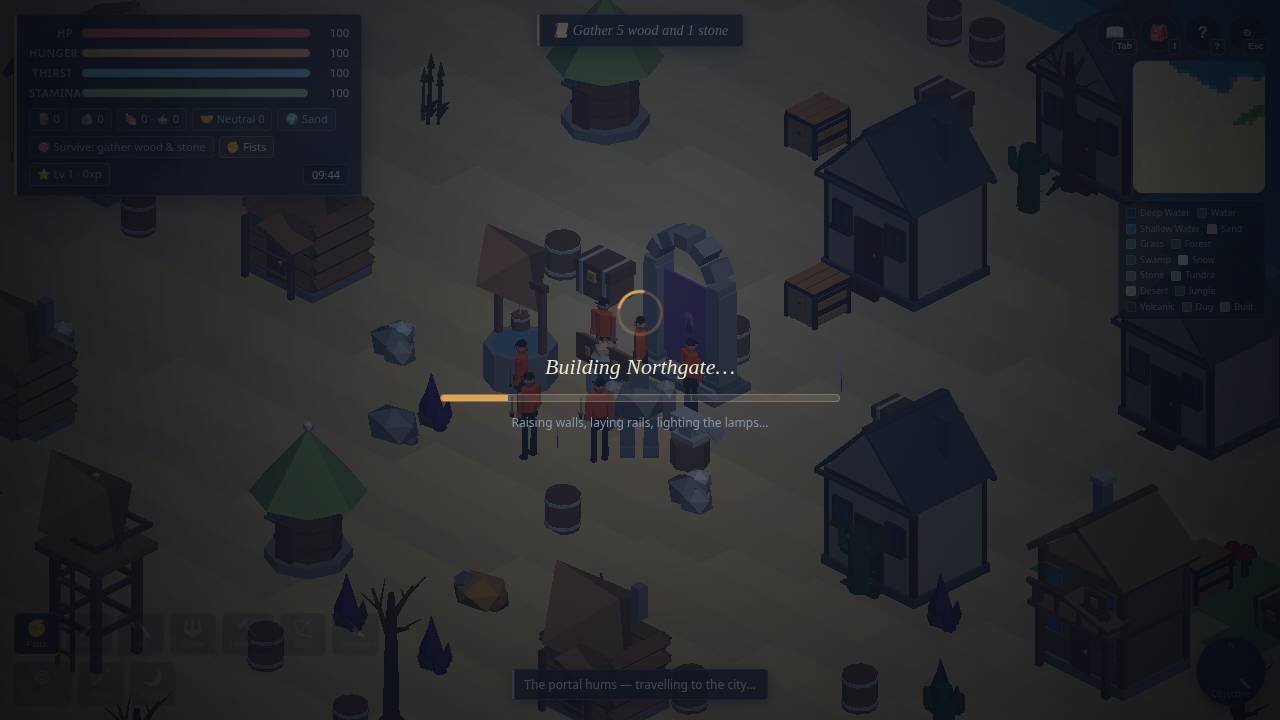 HP 100
HUNGER 100
THIRST 100
STAMINA 100
0 0 0 · 0 Neutral 0 Sand
Survive: gather wood & stone Fists
Lv 1 · 0xp 09:44
Gather 5 wood and 1 stone
Tab I ? Esc
Deep Water Water
Shallow Water Sand
Grass Forest
Swamp Snow
Stone Tundra
Desert Jungle
Volcanic Dug Built
Building Northgate…
Raising walls, laying rails, lighting the lamps…
Fists
The portal hums — travelling to the city…
Objective